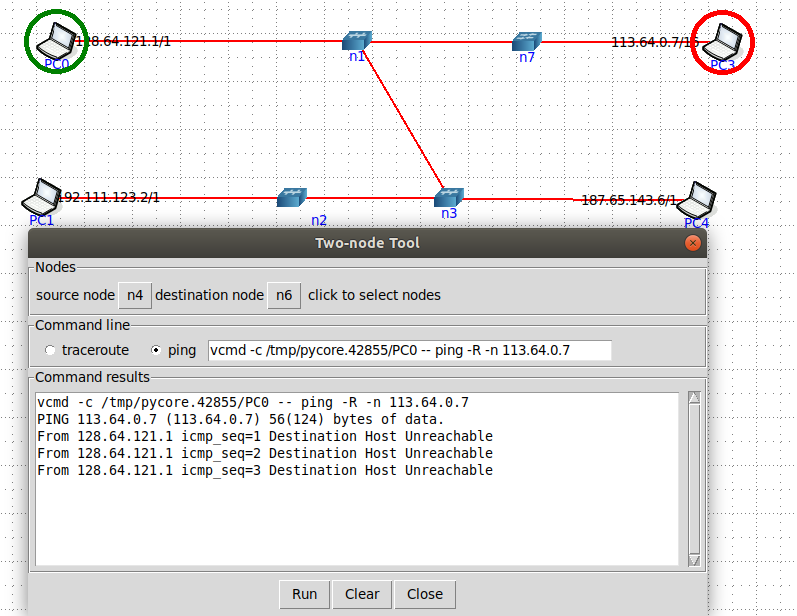 128.64.121.1/1
113.64.0.7/15
PC0
n1
n7
PC3
192.111.123.2/1
187.65.143.6/1
PC1
n2
n3
PC4
Two-node Tool
Nodes
source node n4 destination node n6 click to select nodes
Command line
traceroute ping vcmd -c /tmp/pycore.42855/PC0 -- ping -R -n 113.64.0.7
Command results
vcmd -c /tmp/pycore.42855/PC0 -- ping -R -n 113.64.0.7
PING 113.64.0.7 (113.64.0.7) 56(124) bytes of data.
From 128.64.121.1 icmp_seq=1 Destination Host Unreachable
From 128.64.121.1 icmp_seq=2 Destination Host Unreachable
From 128.64.121.1 icmp_seq=3 Destination Host Unreachable
Run Clear Close